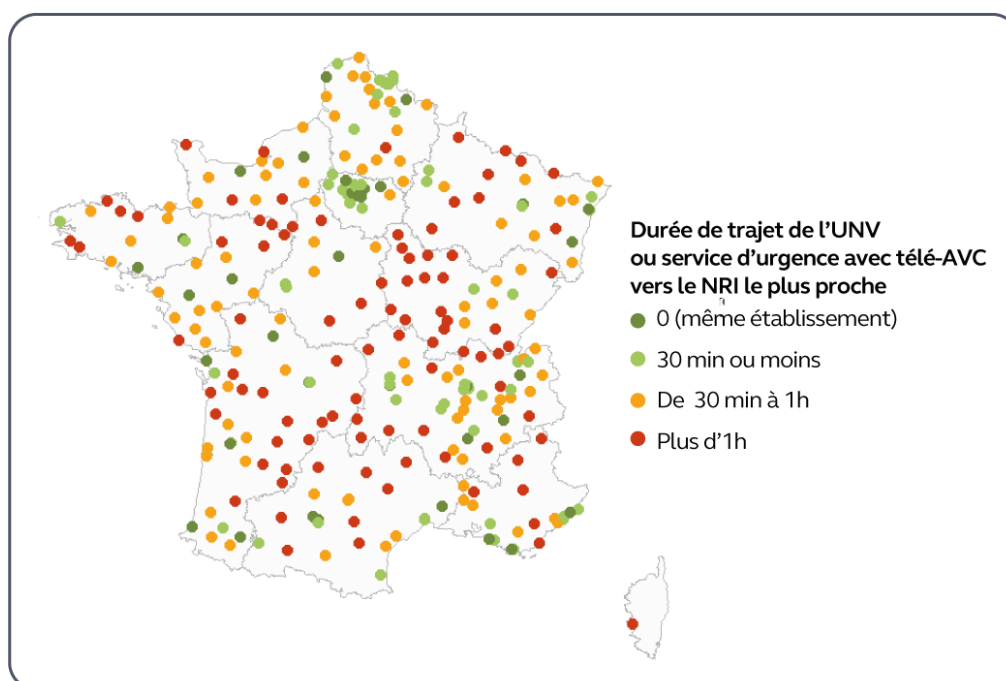 Durée de trajet de l’UNV
ou service d’urgence avec télé-AVC
vers le NRI le plus proche
0 (même établissement)
30 min ou moins
De 30 min à 1h
Plus d’1h